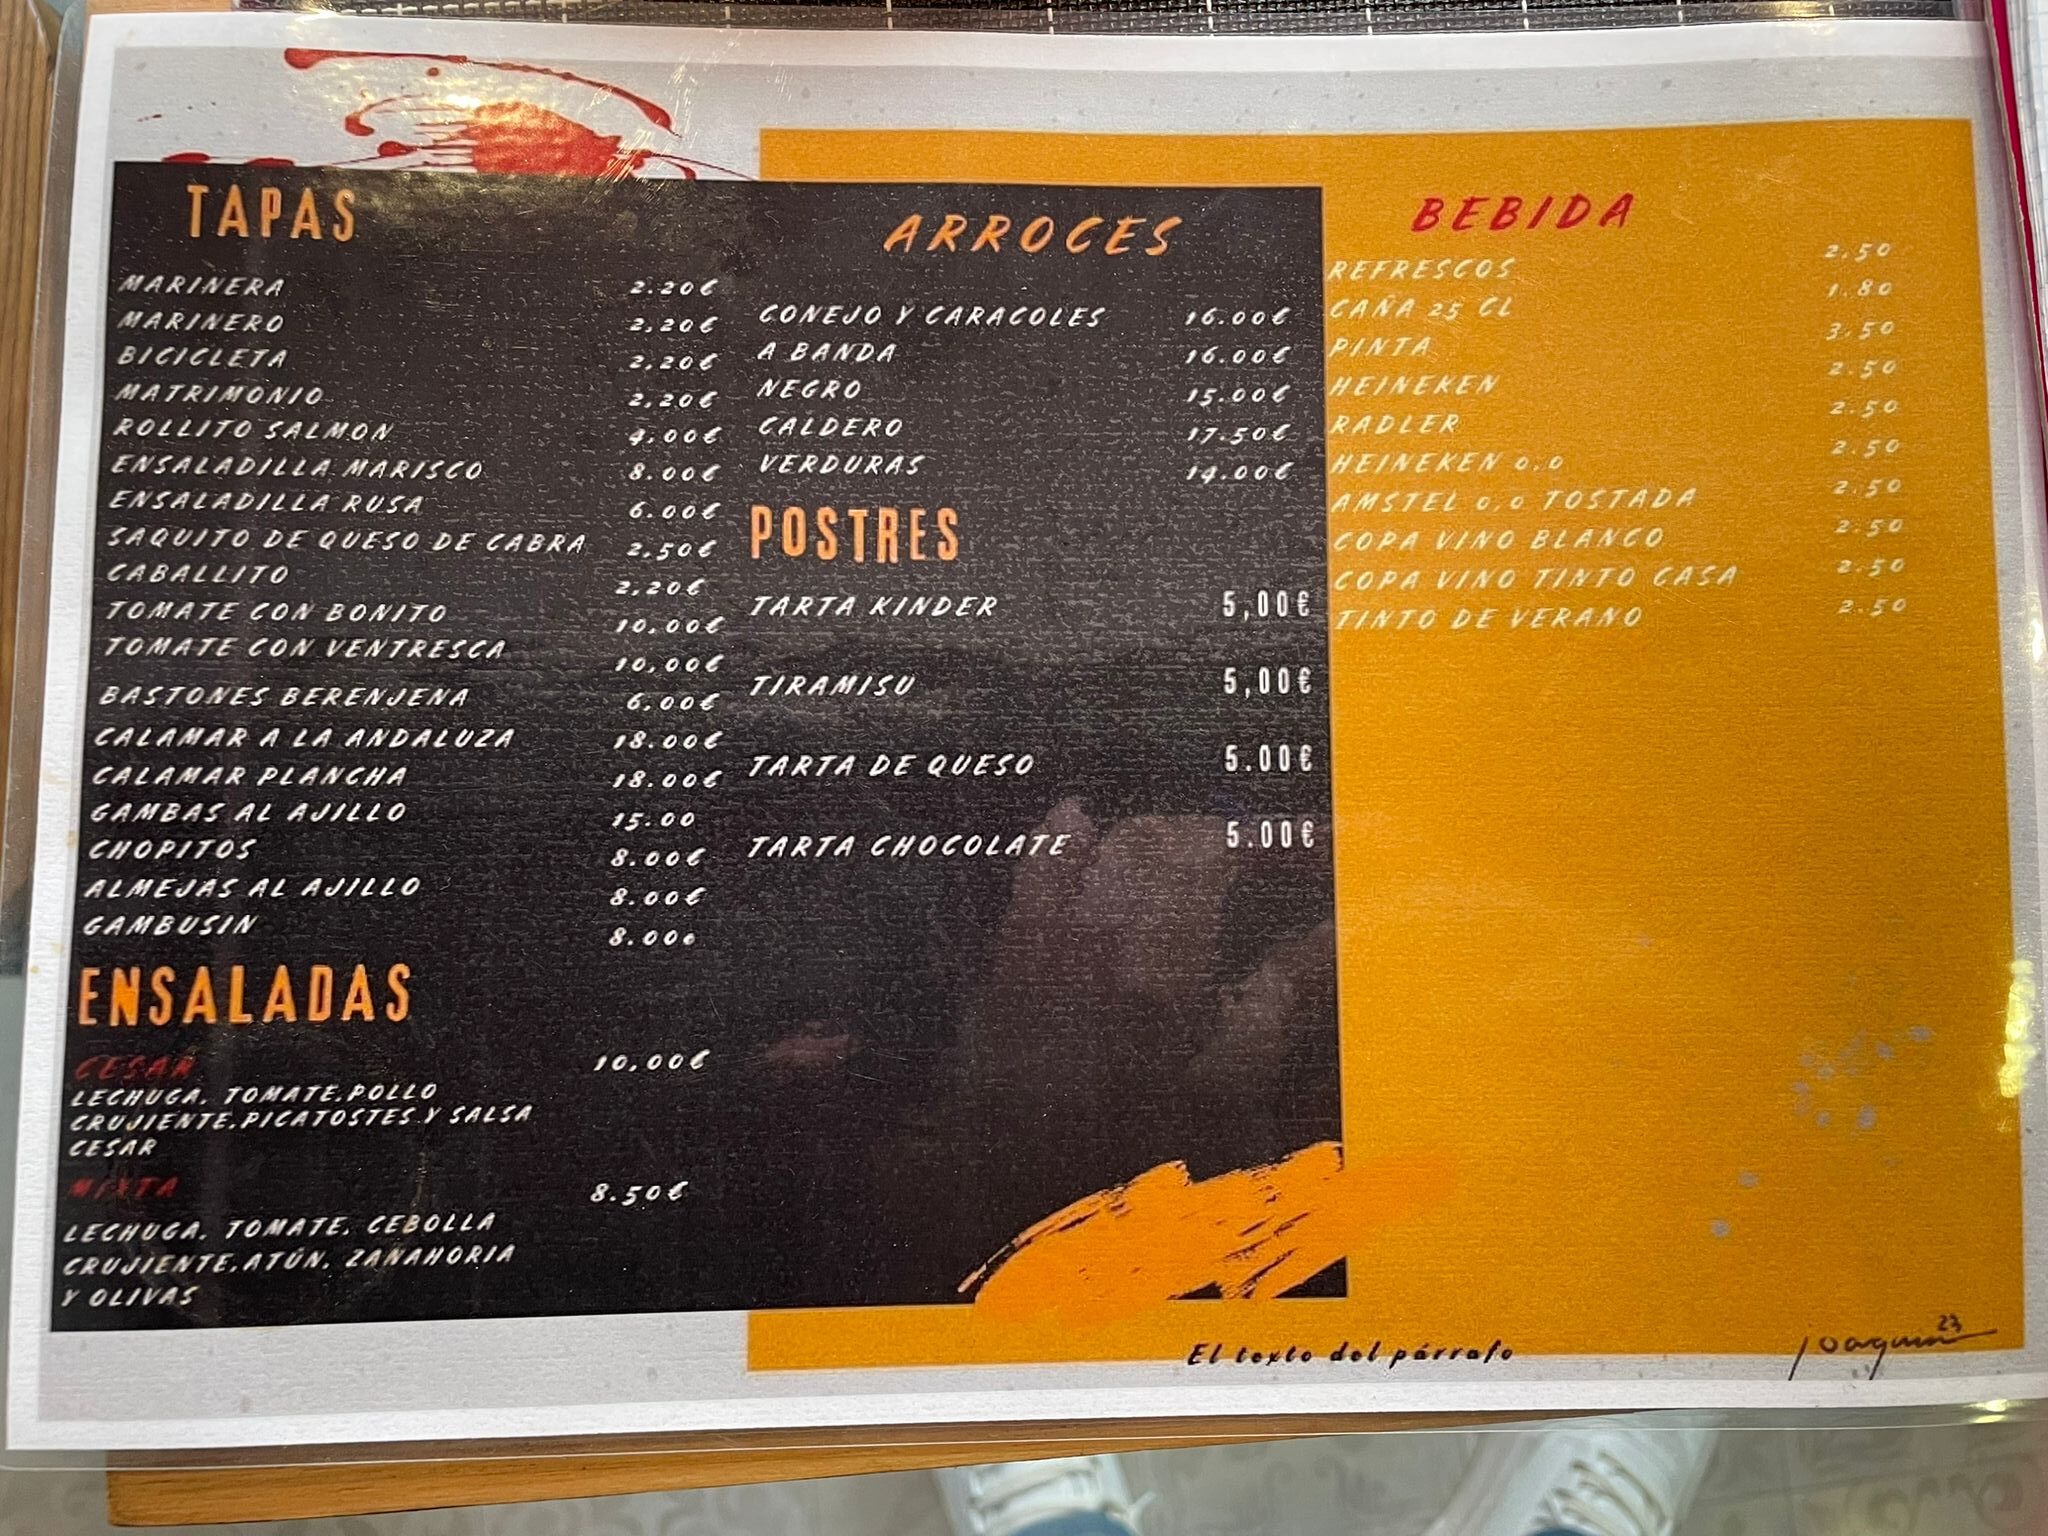 TAPAS
MARINERA 2.20€
MARINERO 2,20€
BICICLETA 2,20€
MATRIMONIO 2,20€
ROLLITO SALMON 4,00€
ENSALADILLA MARISCO 8.00€
ENSALADILLA RUSA 6.00€
SAQUITO DE QUESO DE CABRA 2.50€
CABALLITO 2,20€
TOMATE CON BONITO 10,00€
TOMATE CON VENTRESCA 10,00€
BASTONES BERENJENA 6,00€
CALAMAR A LA ANDALUZA 18.00€
CALAMAR PLANCHA 18.00€
GAMBAS AL AJILLO 15.00
CHOPITOS 8.00€
ALMEJAS AL AJILLO 8.00€
GAMBUSIN 8.00€
ENSALADAS
CESAR 10,00€
LECHUGA, TOMATE,POLLO
CRUJIENTE,PICATOSTES Y SALSA
CESAR
MIXTA 8.50€
LECHUGA, TOMATE, CEBOLLA
CRUJIENTE,ATÚN, ZANAHORIA
Y OLIVAS
ARROCES
CONEJO Y CARACOLES 16.00€
A BANDA 16.00€
NEGRO 15.00€
CALDERO 17.50€
VERDURAS 14.00€
POSTRES
TARTA KINDER 5,00€
TIRAMISU 5,00€
TARTA DE QUESO 5.00€
TARTA CHOCOLATE 5.00€
BEBIDA
REFRESCOS 2.50
CAÑA 25 CL 1.80
PINTA 3.50
HEINEKEN 2.50
RADLER 2.50
HEINEKEN 0,0 2.50
AMSTEL 0,0 TOSTADA 2.50
COPA VINO BLANCO 2.50
COPA VINO TINTO CASA 2.50
TINTO DE VERANO 2.50
El texto del párrafo
joaquin 23